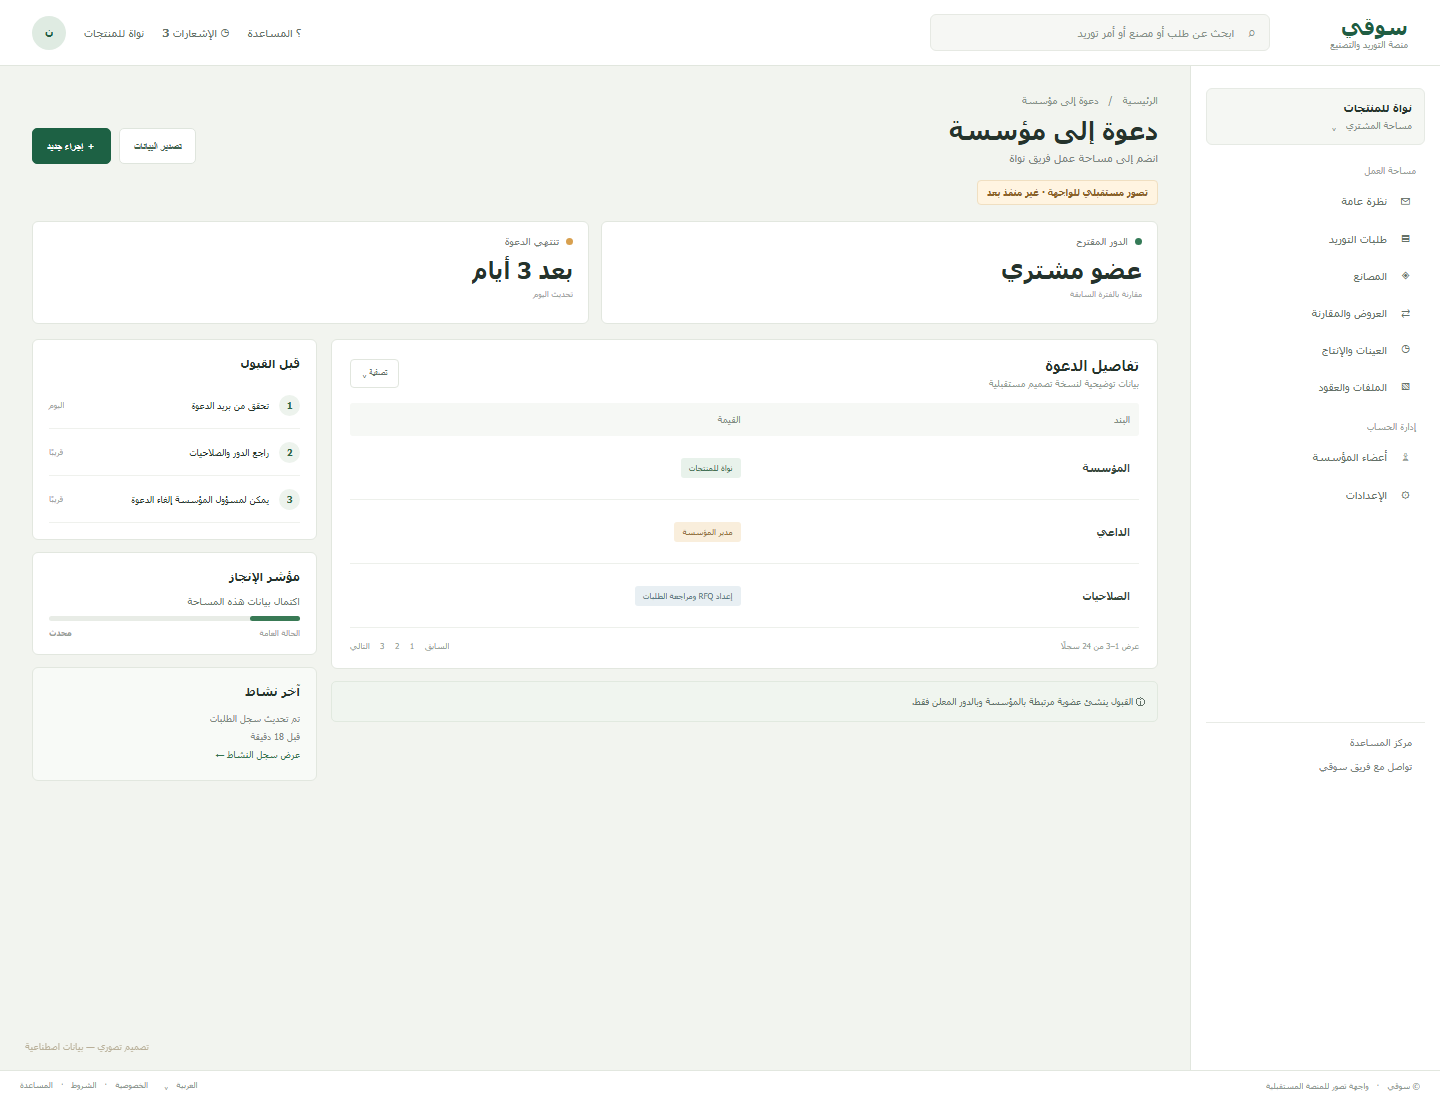 سوقي
منصة التوريد والتصنيع
ابحث عن طلب أو مصنع أو أمر توريد
؟ المساعدة
الإشعارات 3
نواة للمنتجات
ن
نواة للمنتجات
مساحة المشتري
مساحة العمل
نظرة عامة
طلبات التوريد
المصانع
العروض والمقارنة
العينات والإنتاج
الملفات والعقود
إدارة الحساب
أعضاء المؤسسة
الإعدادات
مركز المساعدة
تواصل مع فريق سوقي
الرئيسية / دعوة إلى مؤسسة
دعوة إلى مؤسسة
انضم إلى مساحة عمل فريق نواة
تصور مستقبلي للواجهة · غير منفذ بعد
تصدير البيانات
+ إجراء جديد
الدور المقترح
عضو مشتري
مقارنة بالفترة السابقة
تنتهي الدعوة
بعد 3 أيام
تحديث اليوم
تفاصيل الدعوة
بيانات توضيحية لنسخة تصميم مستقبلية
تصفية
البند القيمة
المؤسسة نواة للمنتجات
الداعي مدير المؤسسة
الصلاحيات إعداد RFQ ومراجعة الطلبات
عرض 1–3 من 24 سجلًا
السابق 1 2 3 التالي
القبول ينشئ عضوية مرتبطة بالمؤسسة وبالدور المعلن فقط.
قبل القبول
1 تحقق من بريد الدعوة اليوم
2 راجع الدور والصلاحيات قريبًا
3 يمكن لمسؤول المؤسسة إلغاء الدعوة قريبًا
مؤشر الإنجاز
اكتمال بيانات هذه المساحة
الحالة العامة محدث
آخر نشاط
تم تحديث سجل الطلبات
قبل 18 دقيقة
عرض سجل النشاط ←
تصميم تصوري — بيانات اصطناعية
© سوقي · واجهة تصور للمنصة المستقبلية
العربية
الخصوصية · الشروط · المساعدة